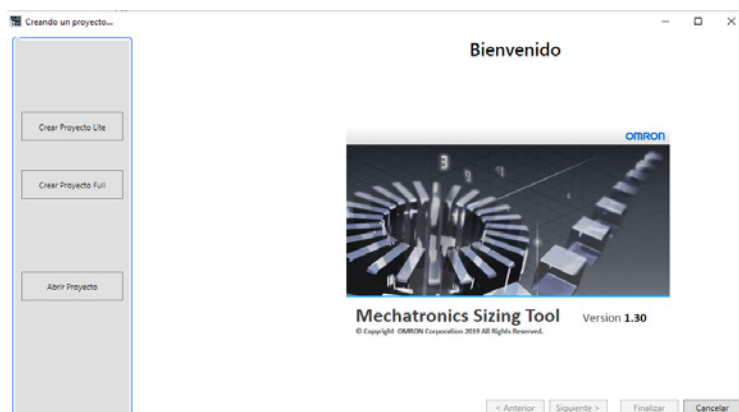 Creando un proyecto...
Bienvenido
Crear Proyecto Lite
Crear Proyecto Full
Abrir Proyecto
OMRON
Mechatronics Sizing Tool Version 1.30
© Copyright OMRON Corporation 2019 All Rights Reserved.
< Anterior Siguiente > Finalizar Cancelar